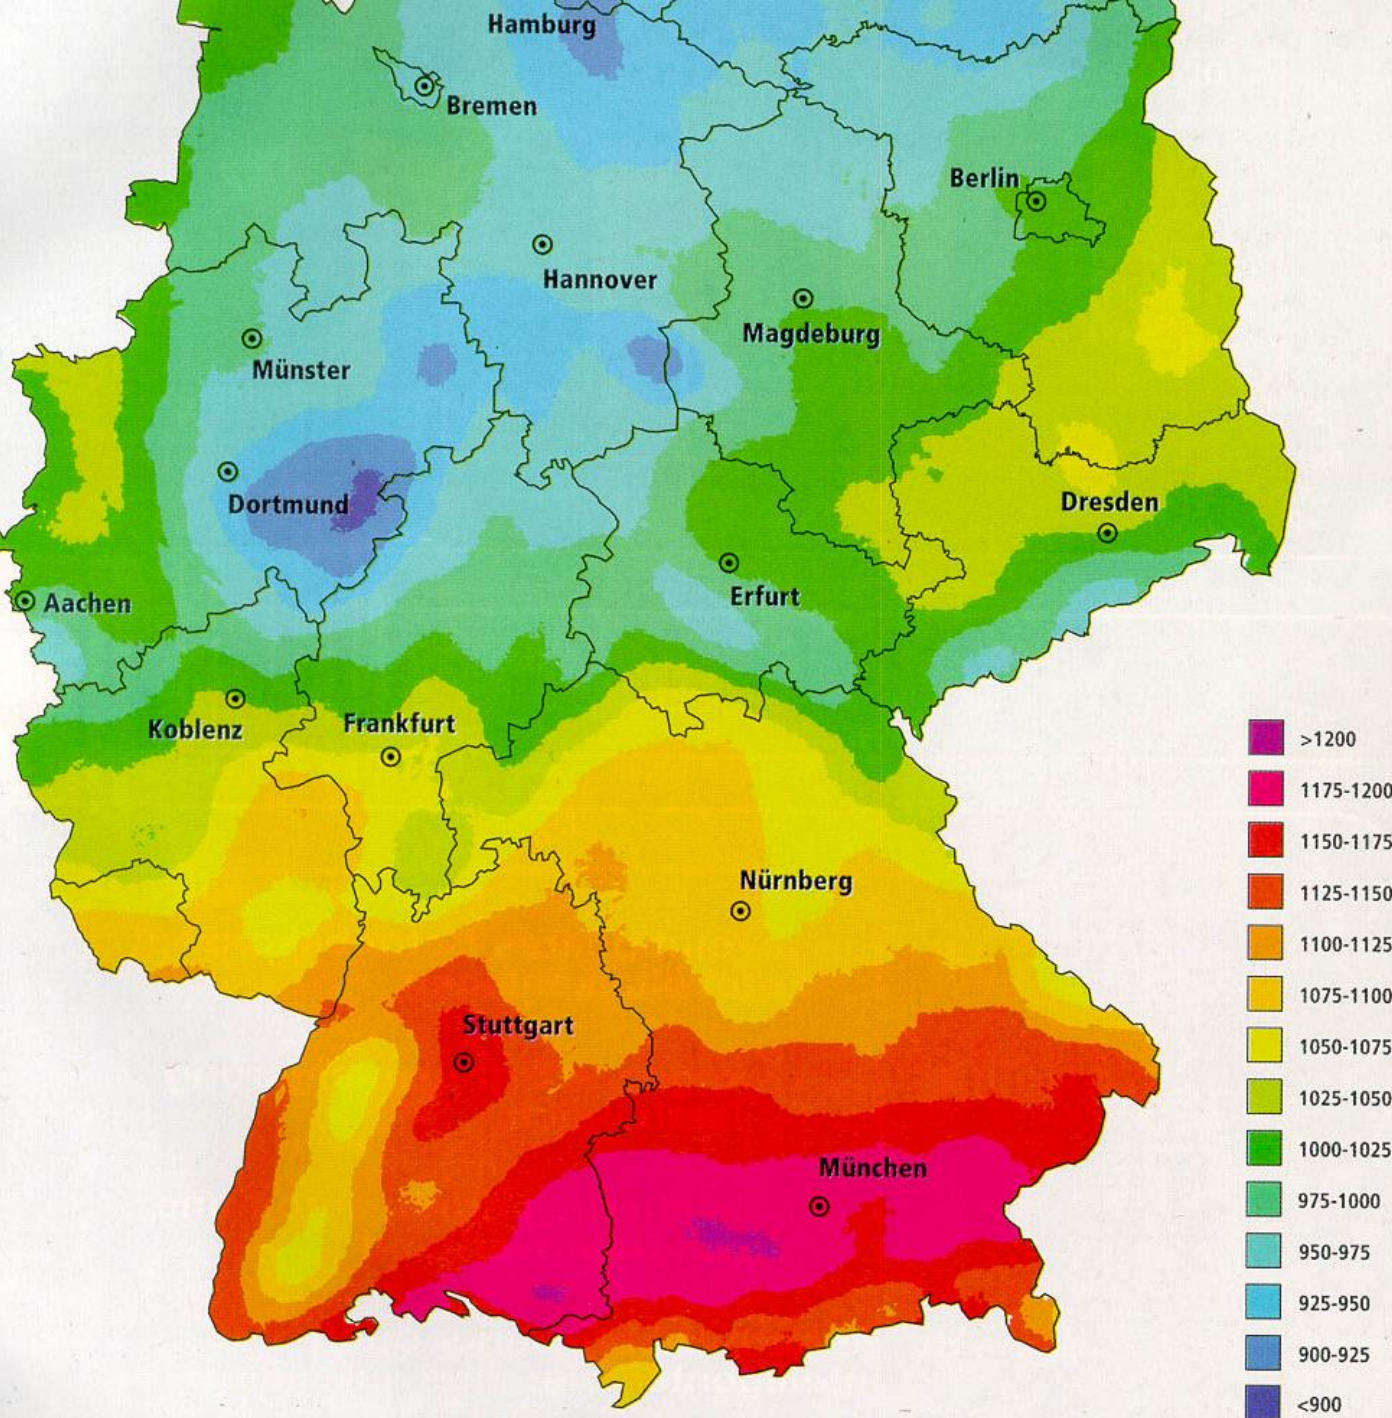 Hamburg
Bremen
Berlin
Hannover
Magdeburg
Münster
Dortmund
Dresden
Erfurt
Aachen
Koblenz
Frankfurt
Nürnberg
Stuttgart
München
>1200
1175-1200
1150-1175
1125-1150
1100-1125
1075-1100
1050-1075
1025-1050
1000-1025
975-1000
950-975
925-950
900-925
<900